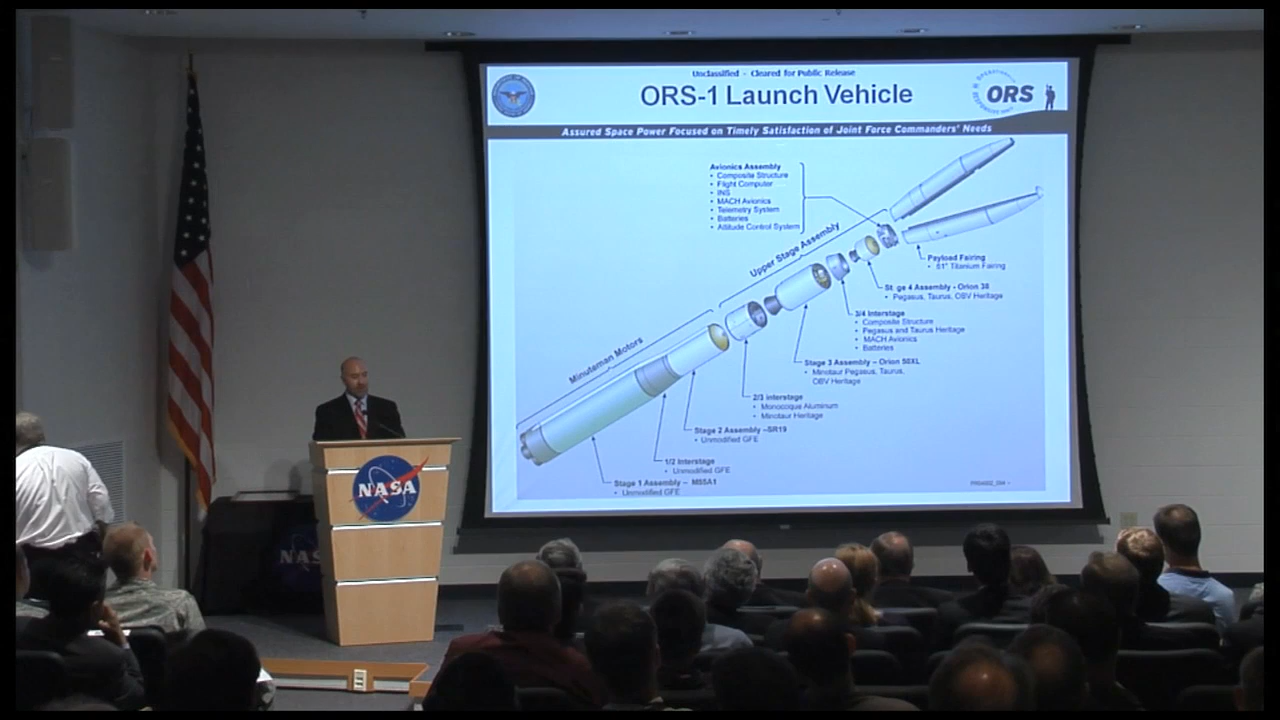 Unclassified - Cleared for Public Release
ORS-1 Launch Vehicle
ORS
Assured Space Power Focused on Timely Satisfaction of Joint Force Commanders' Needs
Avionics Assembly
• Composite Structure
• Flight Computer
• INS
• MACH Avionics
• Telemetry System
• Batteries
• Attitude Control System
Upper Stage Assembly
Payload Fairing
• 61" Titanium Fairing
St ge 4 Assembly - Orion 38
• Pegasus, Taurus, OBV Heritage
3/4 Interstage
• Composite Structure
• Pegasus and Taurus Heritage
• MACH Avionics
• Batteries
Minuteman Motors
Stage 3 Assembly – Orion 50XL
• Minotaur Pegasus, Taurus,
OBV Heritage
2/3 interstage
• Monocoque Aluminum
• Minotaur Heritage
Stage 2 Assembly –SR19
• Unmodified GFE
1/2 Interstage
• Unmodified GFE
Stage 1 Assembly – M55A1
• Unmodified GFE
NASA
NAS